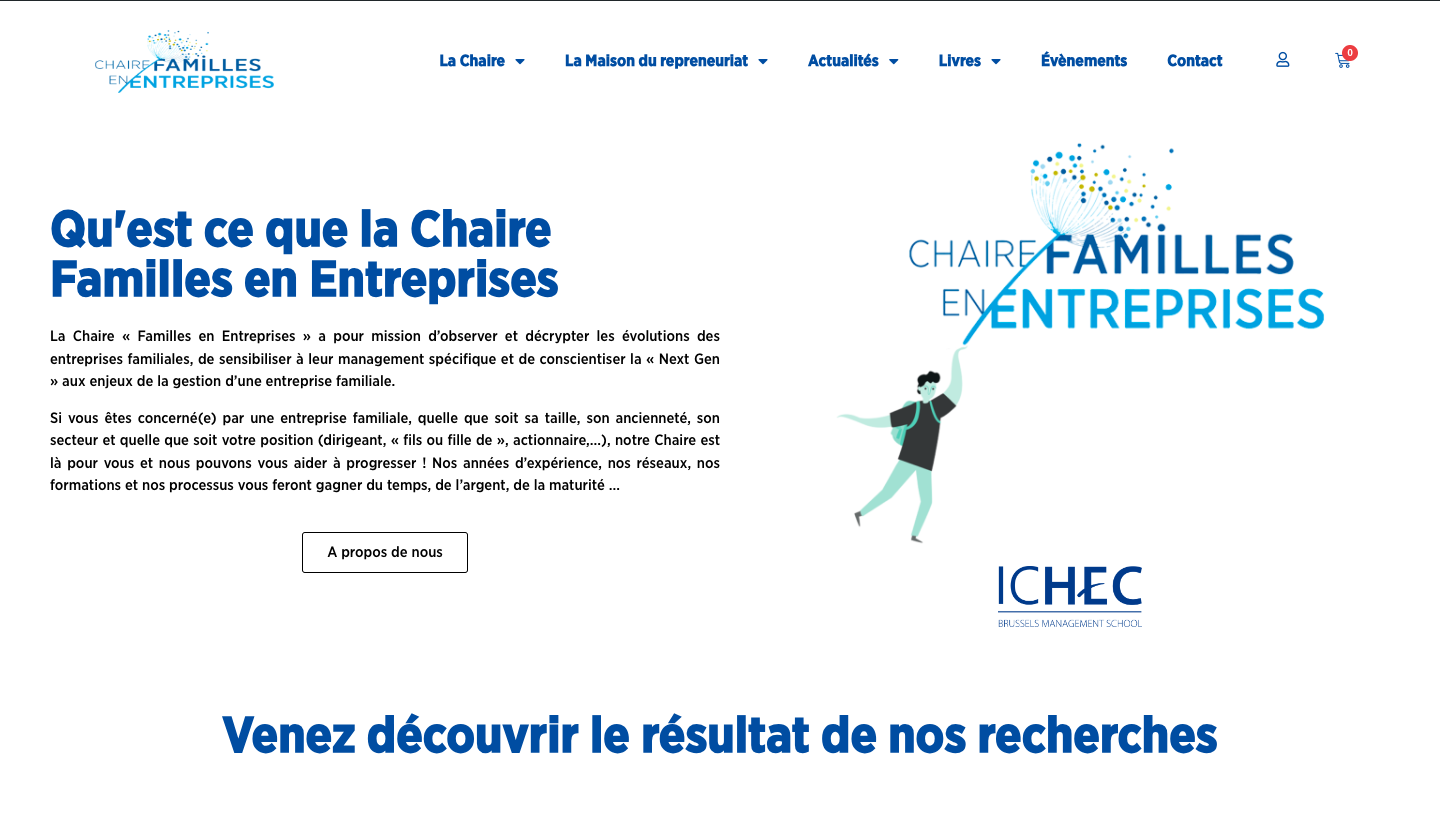 CHAIRE FAMILLES
EN ENTREPRISES
La Chaire
La Maison du repreneuriat
Actualités
Livres
Évènements
Contact
0
Qu'est ce que la Chaire
Familles en Entreprises
La Chaire « Familles en Entreprises » a pour mission d’observer et décrypter les évolutions des
entreprises familiales, de sensibiliser à leur management spécifique et de conscientiser la « Next Gen
» aux enjeux de la gestion d’une entreprise familiale.
Si vous êtes concerné(e) par une entreprise familiale, quelle que soit sa taille, son ancienneté, son
secteur et quelle que soit votre position (dirigeant, « fils ou fille de », actionnaire,…), notre Chaire est
là pour vous et nous pouvons vous aider à progresser ! Nos années d’expérience, nos réseaux, nos
formations et nos processus vous feront gagner du temps, de l’argent, de la maturité …
A propos de nous
CHAIRE FAMILLES
EN ENTREPRISES
ICHEC
BRUSSELS MANAGEMENT SCHOOL
Venez découvrir le résultat de nos recherches